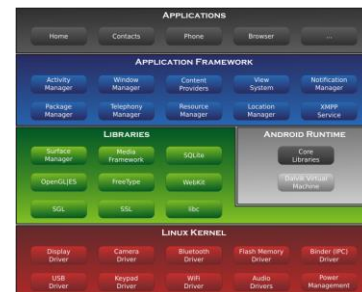 APPLICATIONS
Home Contacts Phone Browser ...
APPLICATION FRAMEWORK
Activity Manager
Window Manager
Content Providers
View System
Notification Manager
Package Manager
Telephony Manager
Resource Manager
Location Manager
XMPP Service
LIBRARIES
Surface Manager
Media Framework
SQLite
OpenGL|ES
FreeType
WebKit
SGL
SSL
libc
ANDROID RUNTIME
Core Libraries
Dalvik Virtual Machine
LINUX KERNEL
Display Driver
Camera Driver
Bluetooth Driver
Flash Memory Driver
Binder (IPC) Driver
USB Driver
Keypad Driver
WiFi Driver
Audio Drivers
Power Management